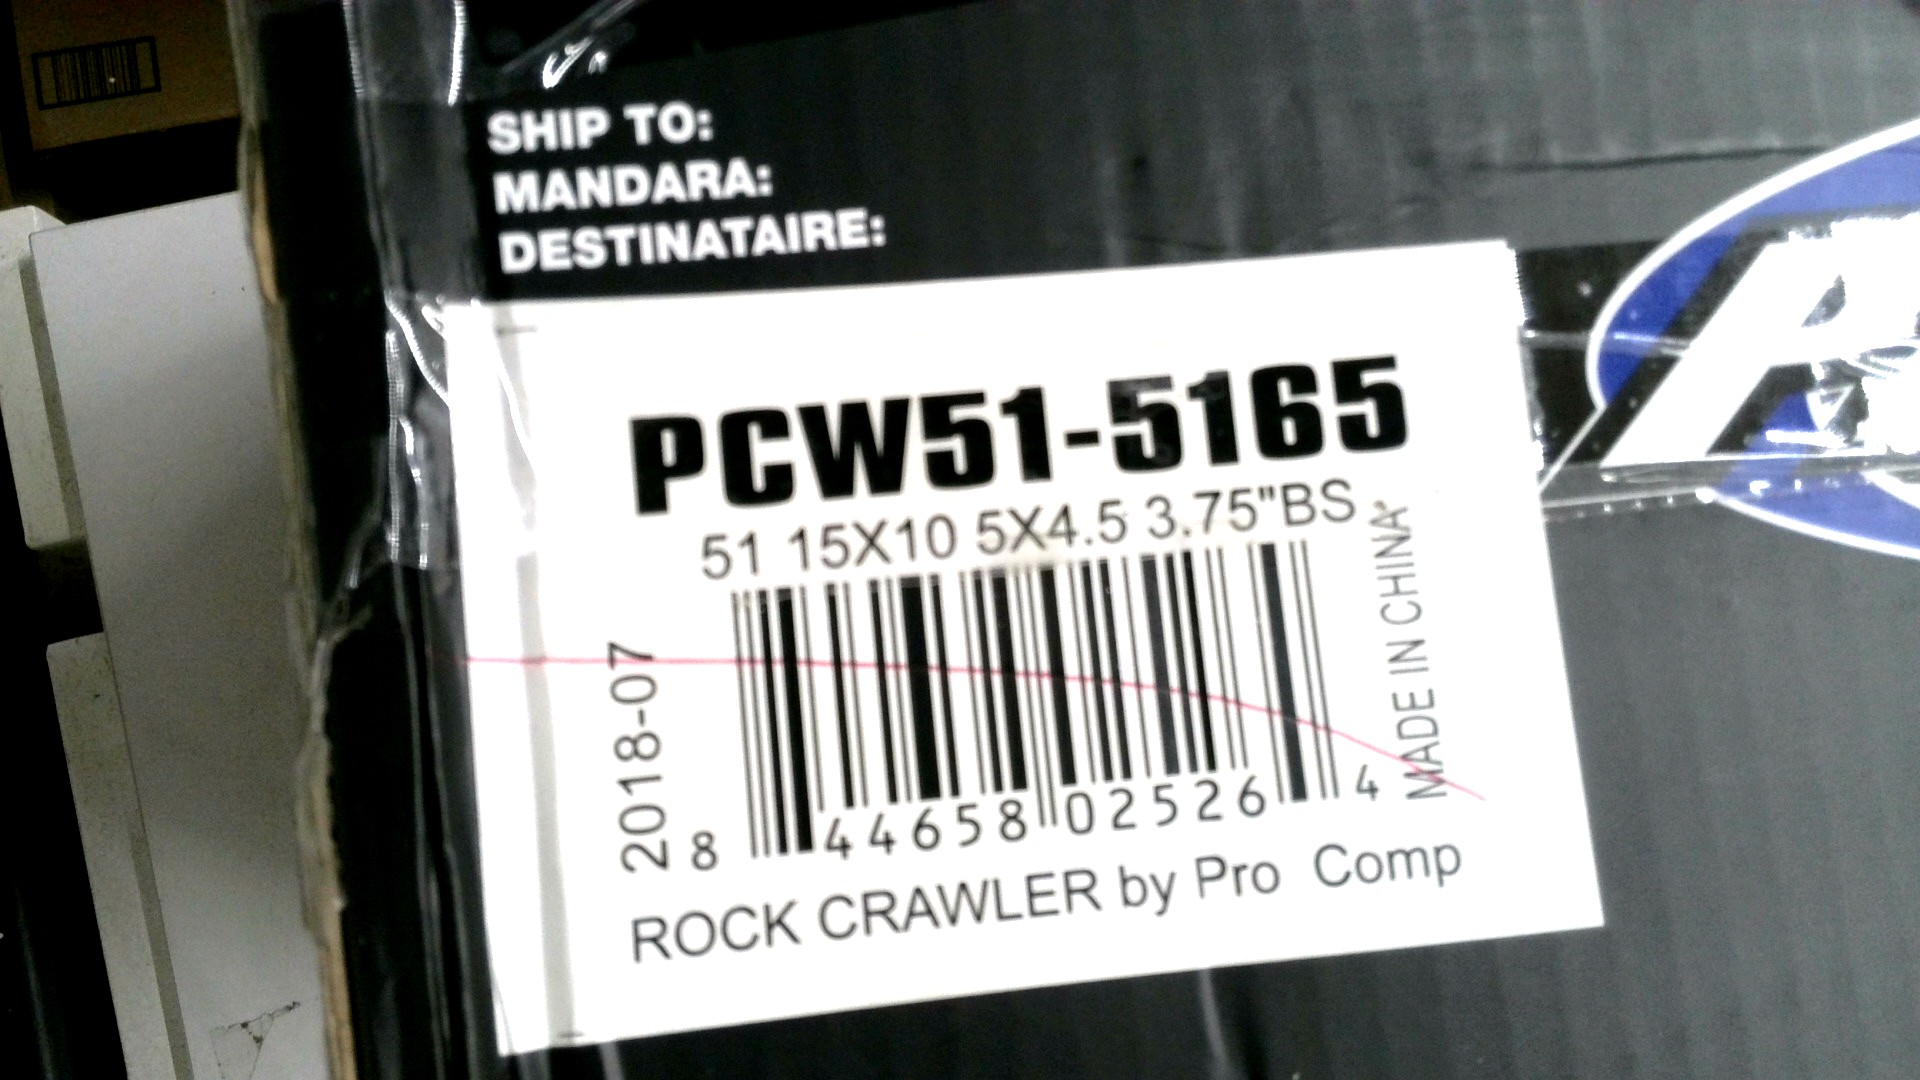 SHIP TO:
MANDARA:
DESTINATAIRE:
PCW51-5165
51 15X10 5X4.5 3.75"BS
2018-07
MADE IN CHINA
8 44658 02526 4
ROCK CRAWLER by Pro Comp